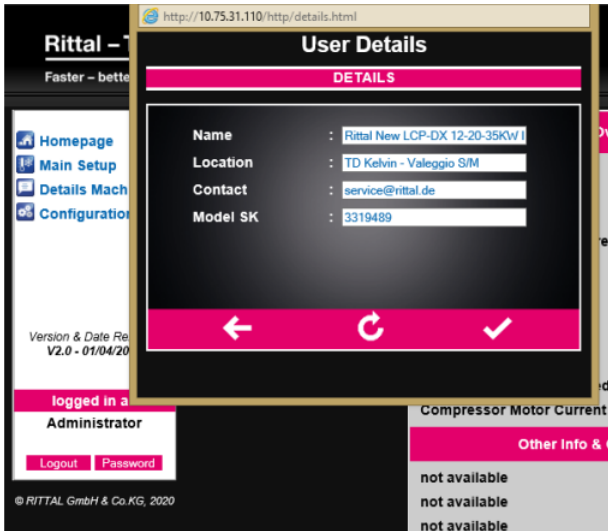 http://10.75.31.110/http/details.html
Rittal –
Faster – bette
User Details
DETAILS
Name : Rittal New LCP-DX 12-20-35KW
Location : TD Kelvin - Valeggio S/M
Contact : service@rittal.de
Model SK : 3319489
Homepage
Main Setup
Details Mach
Configuration
Version & Date Re
V2.0 - 01/04/20
logged in a
Administrator
Logout Password
© RITTAL GmbH & Co.KG, 2020
Compressor Motor Current
Other Info &
not available
not available
not available